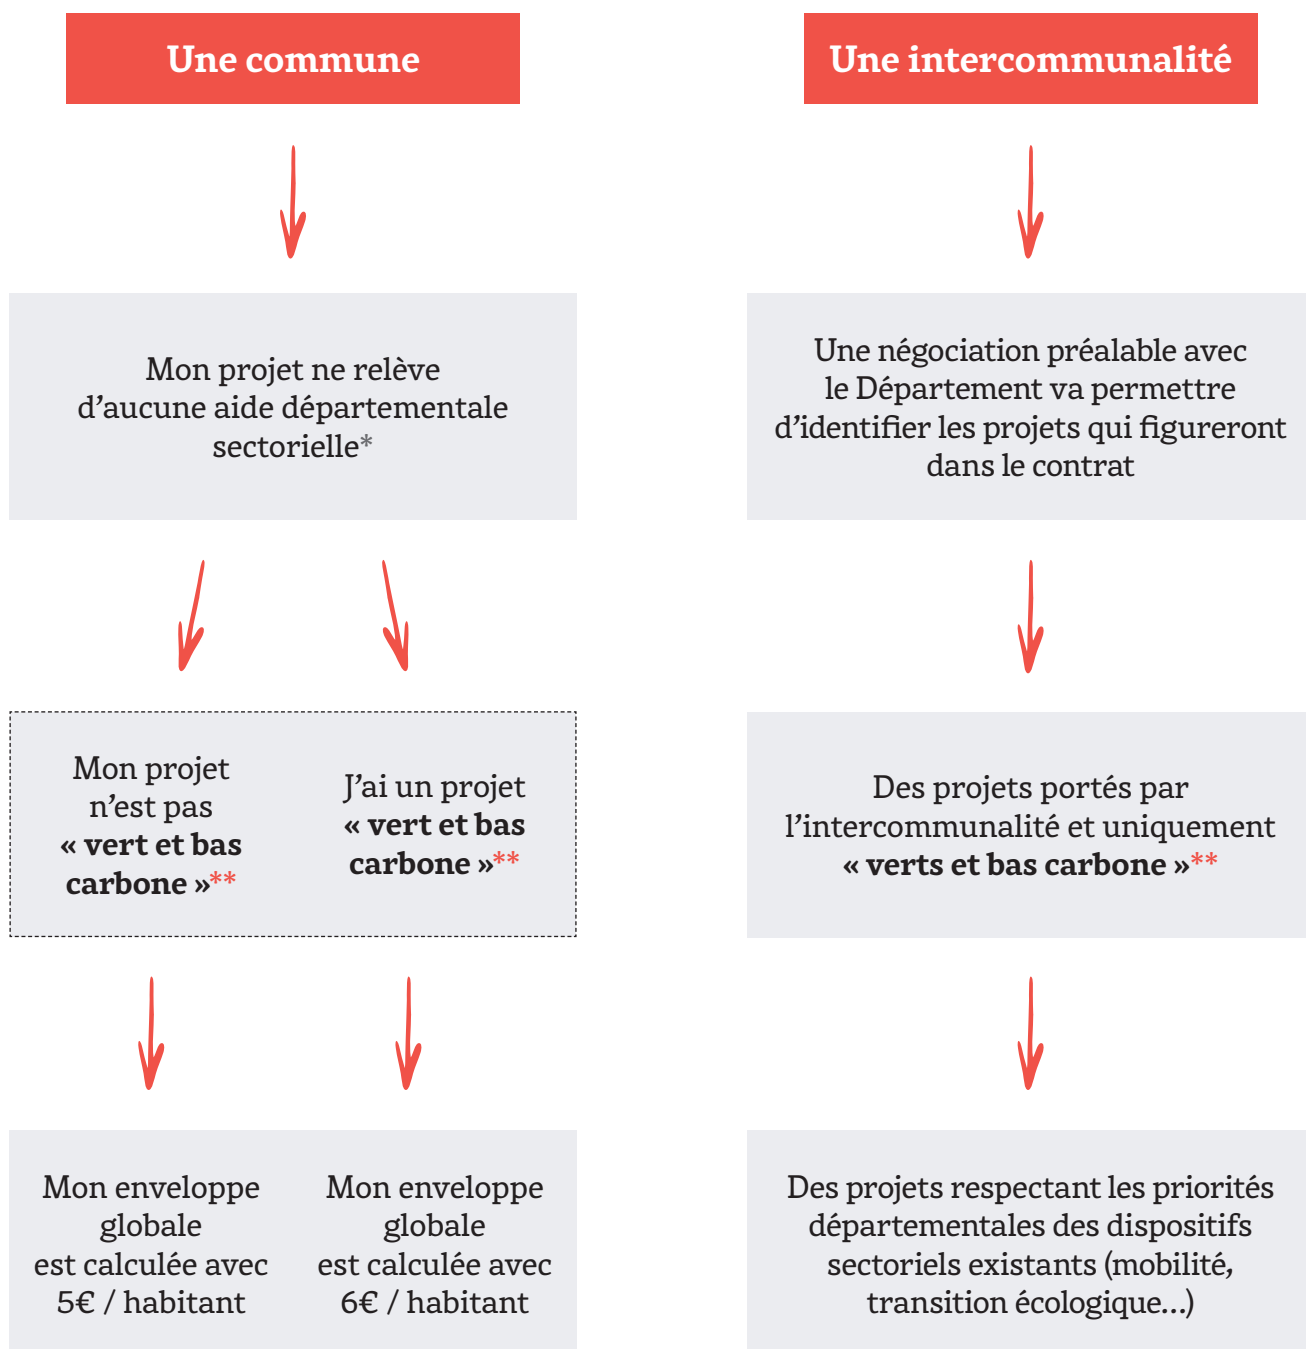 Une commune
Mon projet ne relève
d’aucune aide départementale
sectorielle*
Mon projet
n’est pas
« vert et bas
carbone »**
J’ai un projet
« vert et bas
carbone »**
Mon enveloppe
globale
est calculée avec
5€ / habitant
Mon enveloppe
globale
est calculée avec
6€ / habitant
Une intercommunalité
Une négociation préalable avec
le Département va permettre
d’identifier les projets qui figureront
dans le contrat
Des projets portés par
l’intercommunalité et uniquement
« verts et bas carbone »**
Des projets respectant les priorités
départementales des dispositifs
sectoriels existants (mobilité,
transition écologique…)